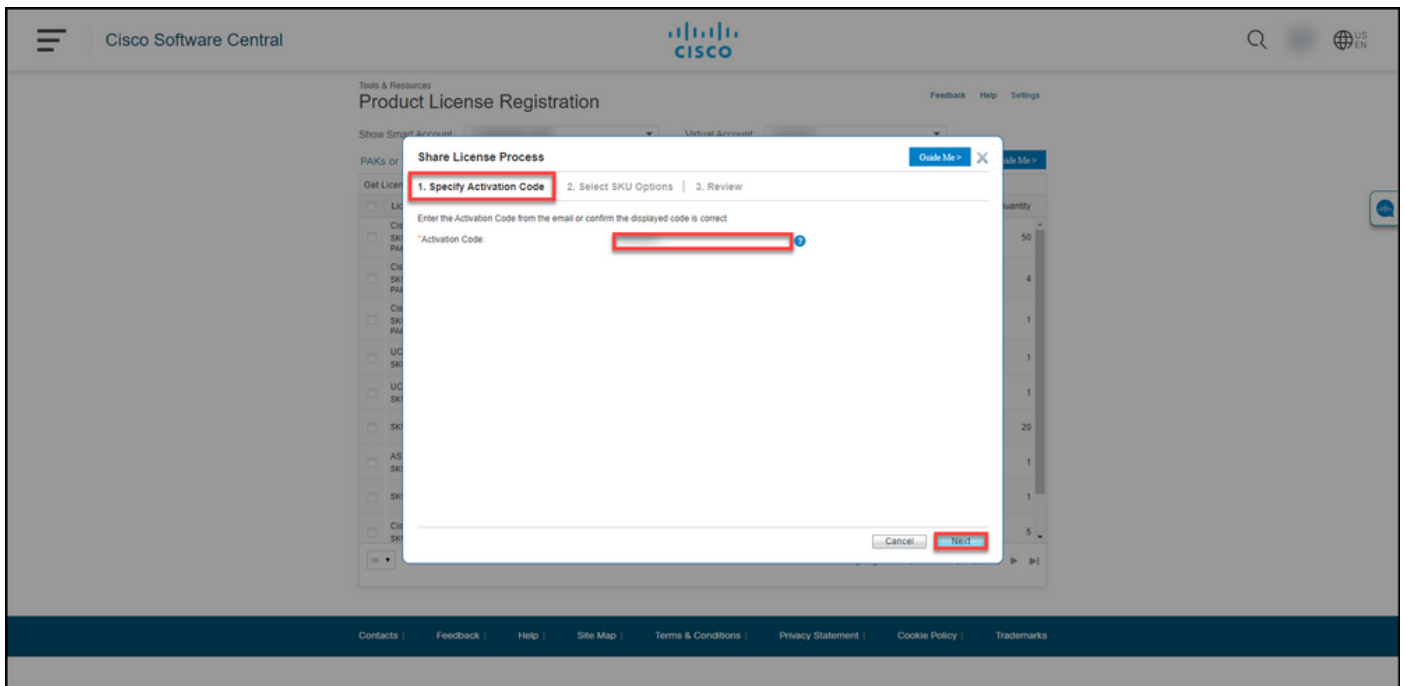 Cisco Software Central
CISCO
US
EN
Tools & Resources
Product License Registration
Feedback Help Settings
Show Smart Account: Virtual Account:
PAKs or
Get Licen
Share License Process
Guide Me >
1. Specify Activation Code 2. Select SKU Options | 3. Review
Enter the Activation Code from the email or confirm the displayed code is correct
*Activation Code: ?
Quantity
50
4
1
1
1
20
1
1
5
Cancel Next
10
Contacts | Feedback | Help | Site Map | Terms & Conditions | Privacy Statement | Cookie Policy | Trademarks